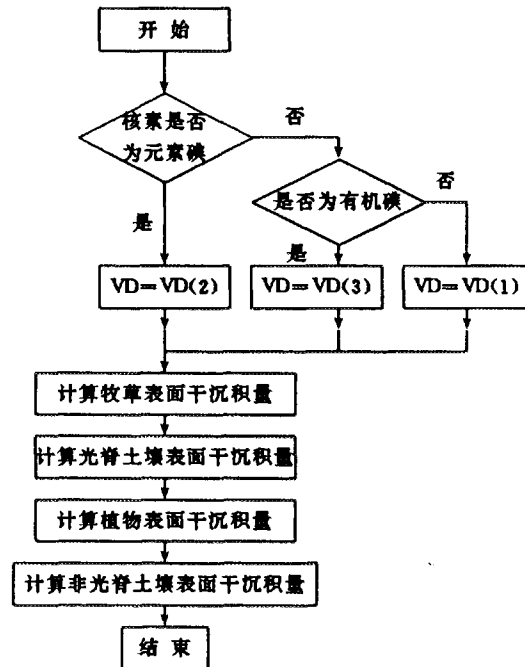 开 始
核素是否
为元素碘
否
是否为有机碘
否
是
是
VD=VD(2)
VD=VD(3)
VD=VD(1)
计算牧草表面干沉积量
计算光脊土壤表面干沉积量
计算植物表面干沉积量
计算非光脊土壤表面干沉积量
结 束